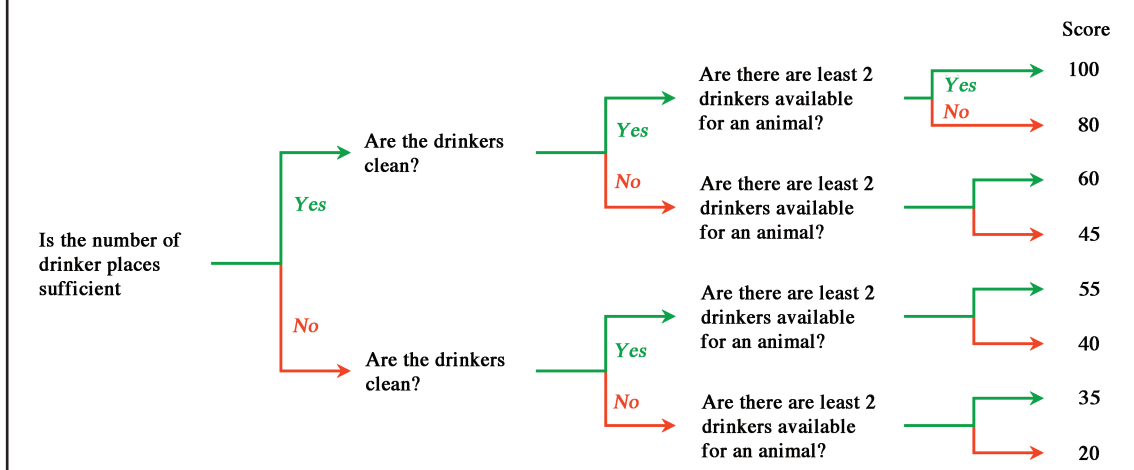 Score
Is the number of
drinker places
sufficient
Yes
No
Are the drinkers
clean?
Yes
No
Are there are least 2
drinkers available
for an animal?
Yes
No
100
80
Are there are least 2
drinkers available
for an animal?
60
45
Are the drinkers
clean?
Yes
No
Are there are least 2
drinkers available
for an animal?
55
40
Are there are least 2
drinkers available
for an animal?
35
20